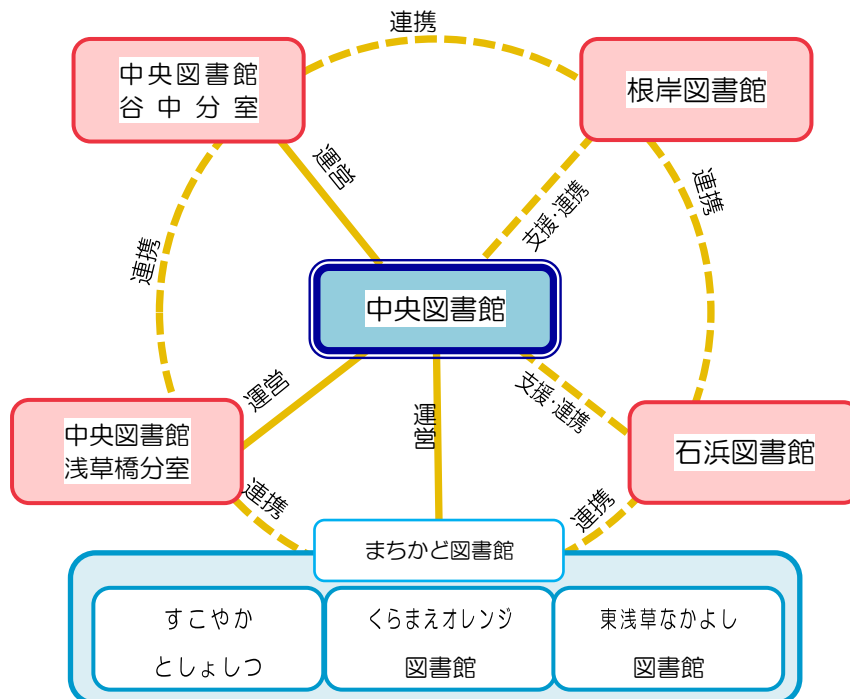 連携
中央図書館
谷中分室
根岸図書館
運営
支援・連携
連携
連携
中央図書館
運営
運営
支援・連携
中央図書館
浅草橋分室
石浜図書館
連携
連携
まちかど図書館
すこやか
としょしつ
くらまえオレンジ
図書館
東浅草なかよし
図書館